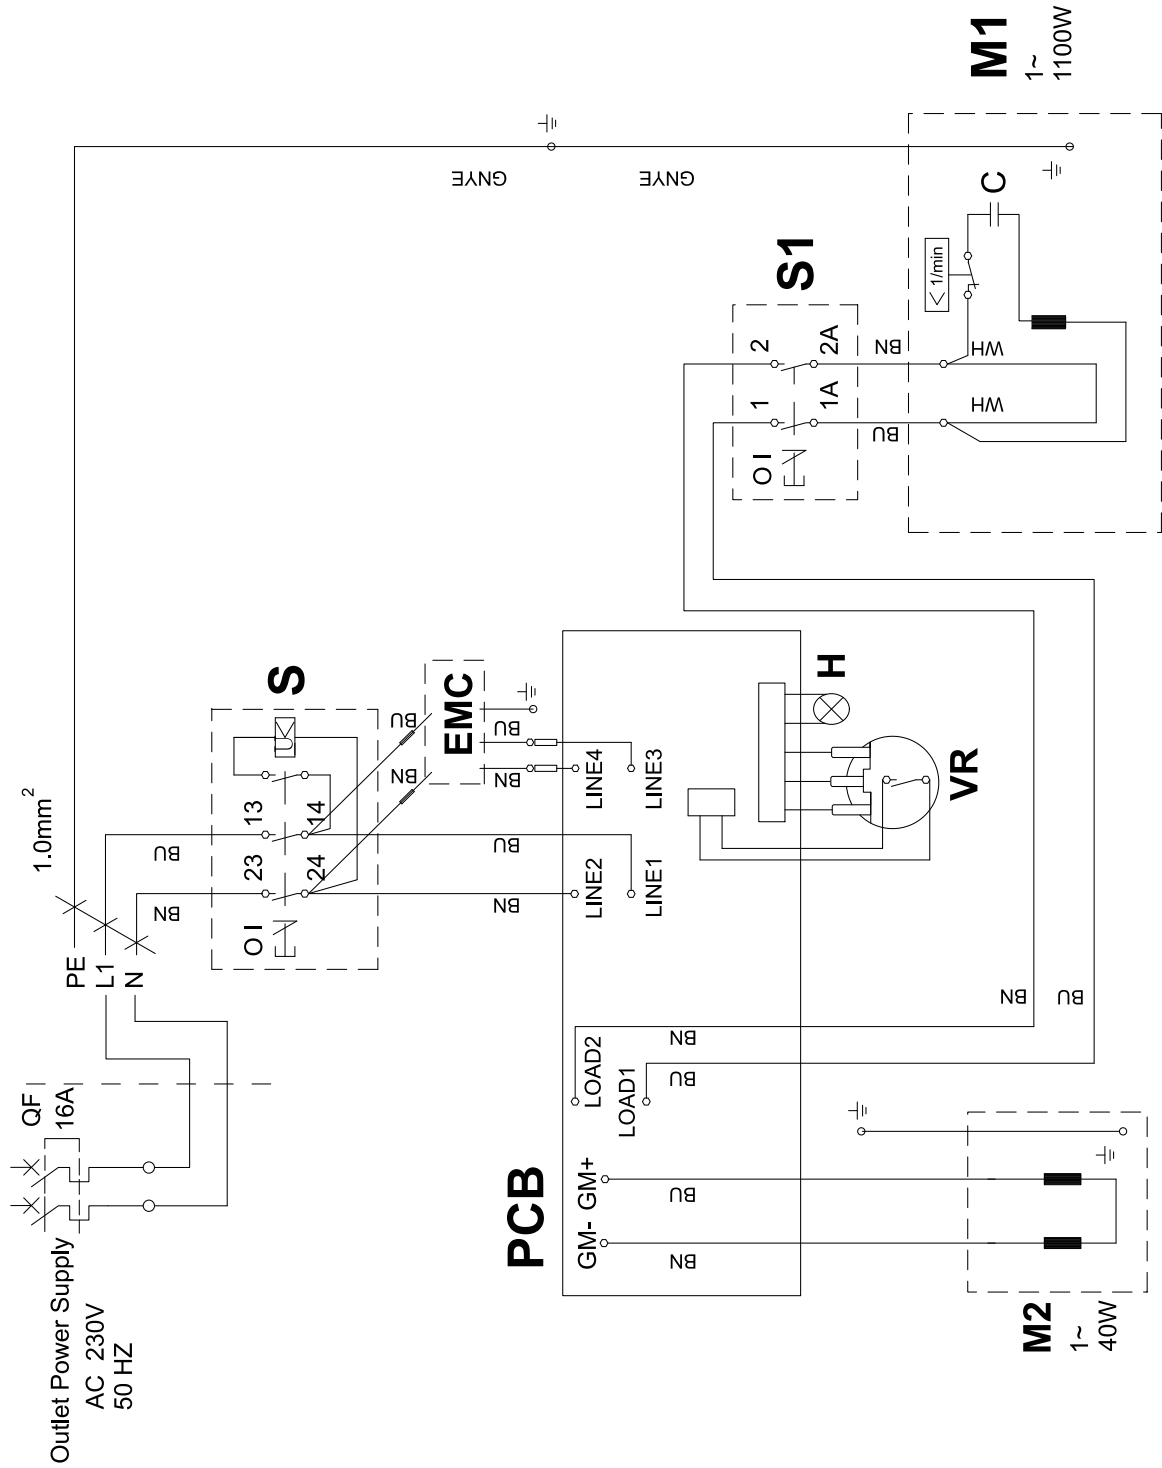 Outlet Power Supply
AC 230V
50 HZ
QF
16A
PE
L1
N
1.0mm²
BN
BU
S
O I
23
13
24
14
BN
BU
BN
BU
EMC
BN
BU
PCB
LINE2
LINE1
LINE4
LINE3
GM-
GM+
LOAD2
LOAD1
BN
BU
BN
BU
BN
BU
H
VR
M2
1~
40W
GNYE
GNYE
S1
O I
1
2
1A
2A
BU
BN
WH
WH
< 1/min
C
M1
1~
1100W